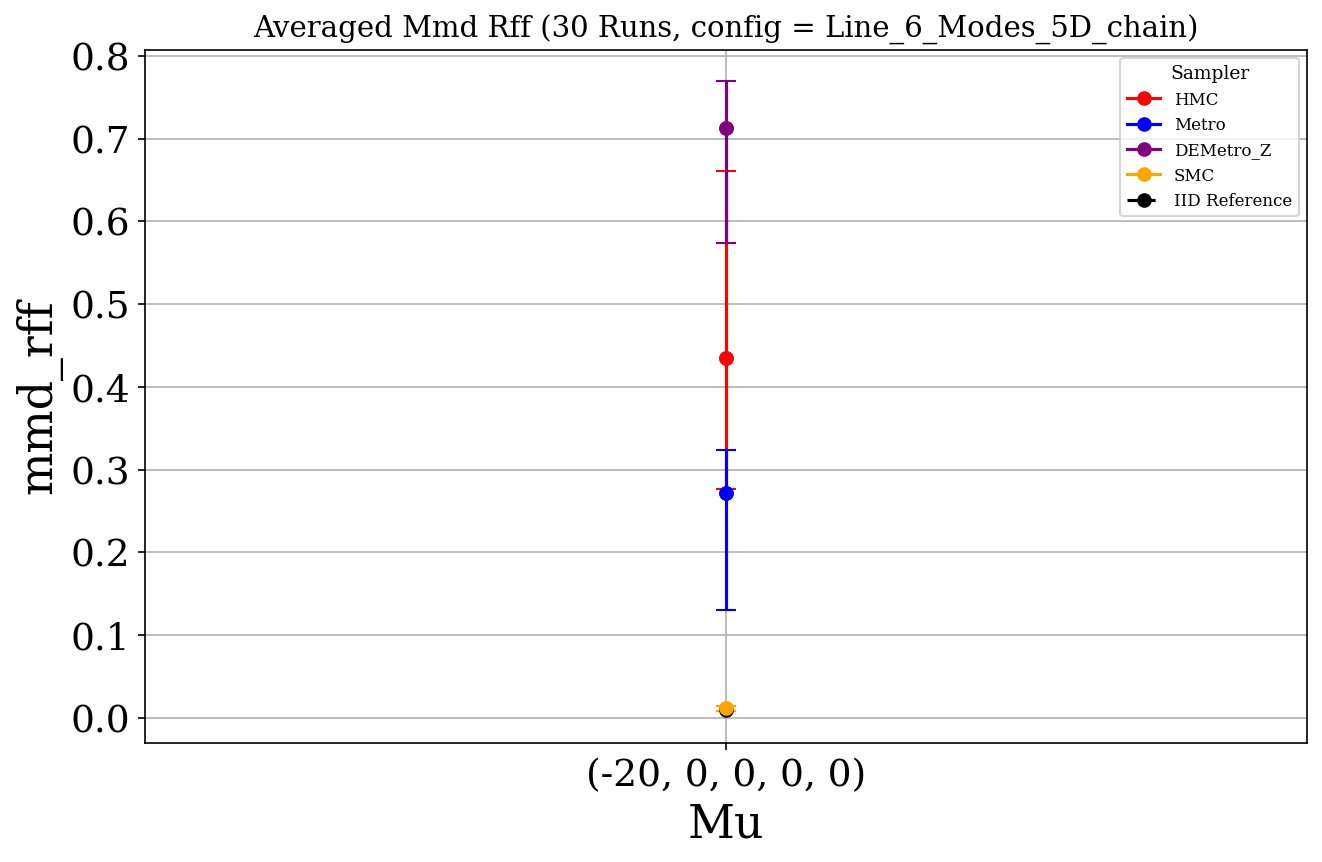 Averaged Mmd Rff (30 Runs, config = Line_6_Modes_5D_chain)
Sampler
HMC
Metro
DEMetro_Z
SMC
IID Reference
mmd_rff
0.8
0.7
0.6
0.5
0.4
0.3
0.2
0.1
0.0
(-20, 0, 0, 0, 0)
Mu